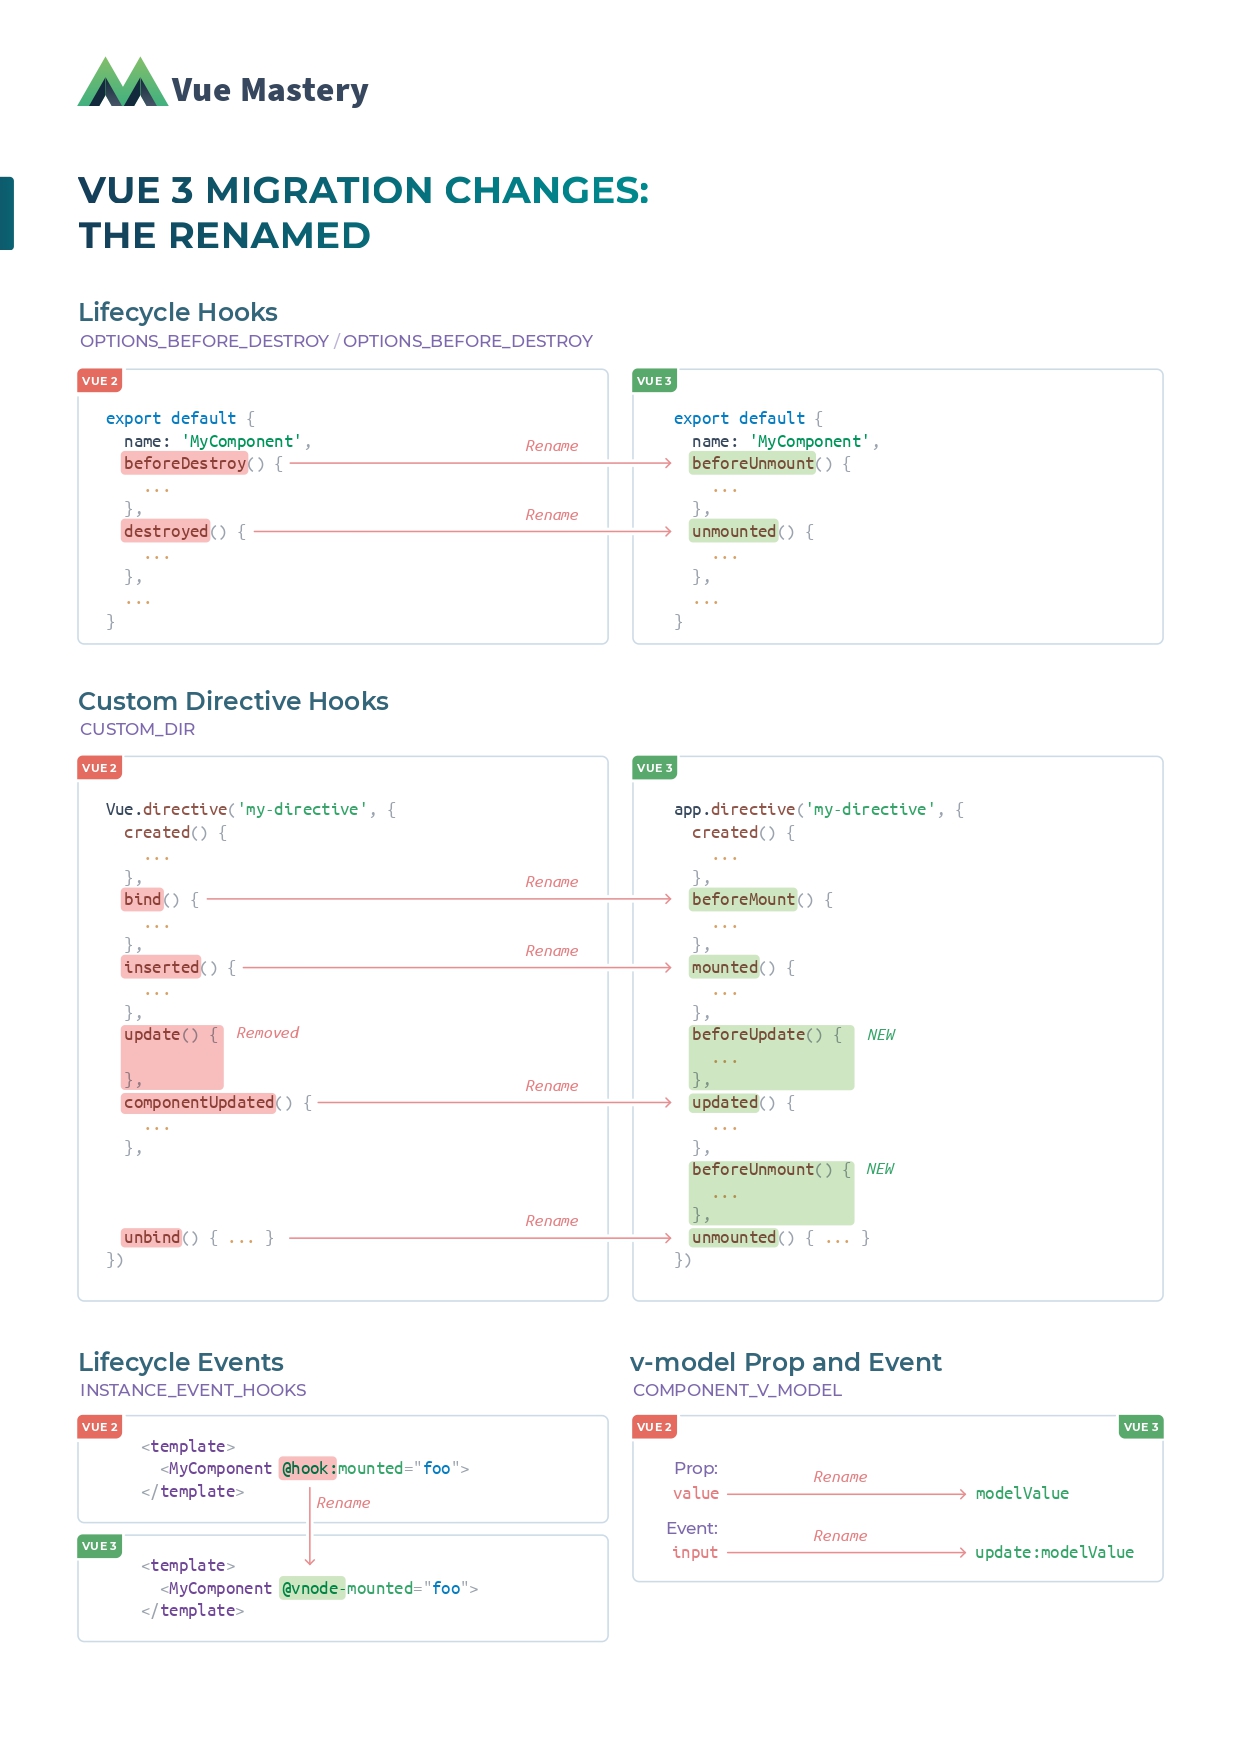 Vue Mastery
VUE 3 MIGRATION CHANGES:
THE RENAMED
Lifecycle Hooks
OPTIONS_BEFORE_DESTROY / OPTIONS_BEFORE_DESTROY
VUE 2
export default {
name: 'MyComponent',
beforeDestroy() {
...
},
destroyed() {
...
},
...
}
Rename
Rename
VUE 3
export default {
name: 'MyComponent',
beforeUnmount() {
...
},
unmounted() {
...
},
...
}
Custom Directive Hooks
CUSTOM_DIR
VUE 2
Vue.directive('my-directive', {
created() {
...
},
bind() {
...
},
inserted() {
...
},
update() { Removed
},
componentUpdated() {
...
},
unbind() { ... }
})
Rename
Rename
Rename
Rename
VUE 3
app.directive('my-directive', {
created() {
...
},
beforeMount() {
...
},
mounted() {
...
},
beforeUpdate() { NEW
...
},
updated() {
...
},
beforeUnmount() { NEW
...
},
unmounted() { ... }
})
Lifecycle Events
INSTANCE_EVENT_HOOKS
VUE 2
<template>
<MyComponent @hook:mounted="foo">
</template>
Rename
VUE 3
<template>
<MyComponent @vnode-mounted="foo">
</template>
v-model Prop and Event
COMPONENT_V_MODEL
VUE 2
VUE 3
Prop:
value Rename modelValue
Event:
input Rename update:modelValue